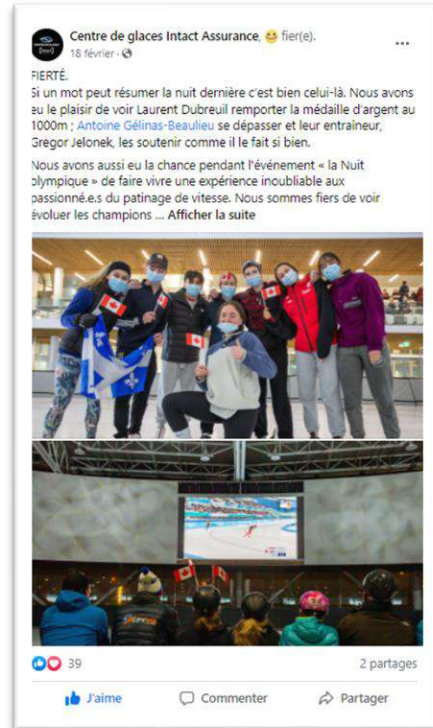 Centre de glaces Intact Assurance, fier(e).
18 février
FIERTÉ.
Si un mot peut résumer la nuit dernière c'est bien celui-là. Nous avons
eu le plaisir de voir Laurent Dubreuil remporter la médaille d'argent au
1000m ; Antoine Gélinas-Beaulieu se dépasser et leur entraîneur,
Gregor Jelonek, les soutenir comme il le fait si bien.
Nous avons aussi eu la chance pendant l'événement « la Nuit
olympique » de faire vivre une expérience inoubliable aux
passionné.e.s du patinage de vitesse. Nous sommes fiers de voir
évoluer les champions ... Afficher la suite
39
2 partages
J'aime
Commenter
Partager